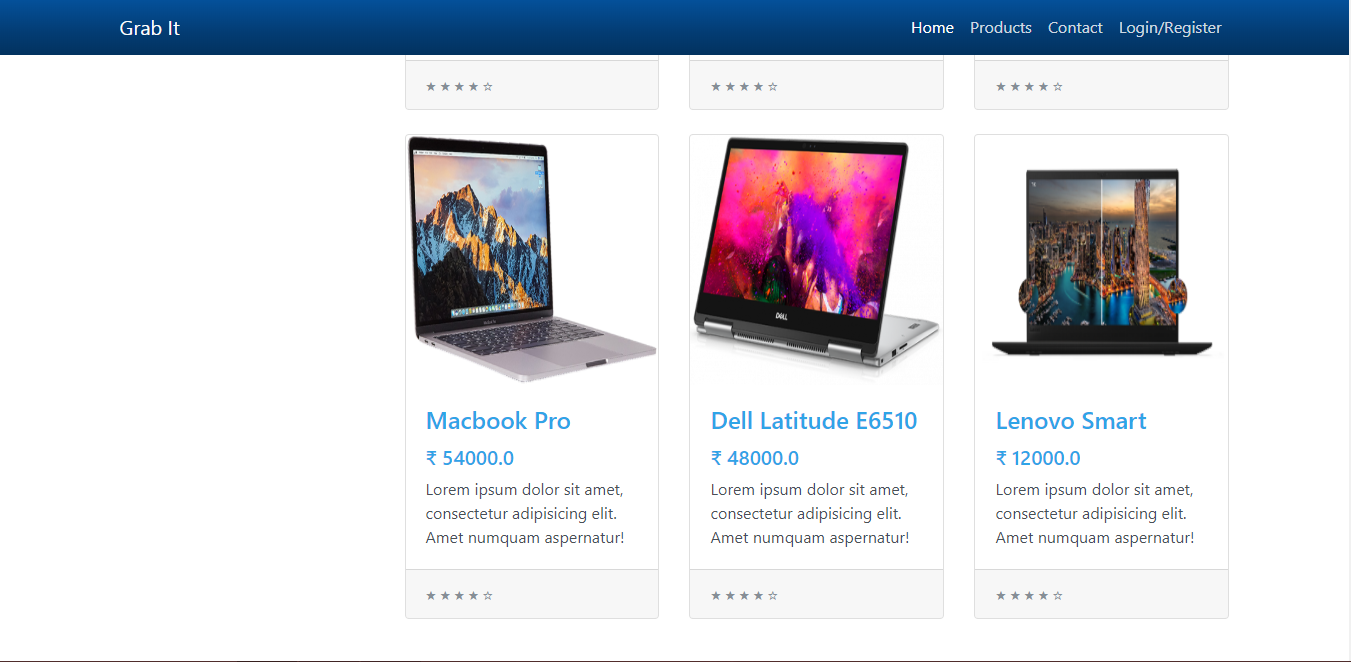 Grab It
Home Products Contact Login/Register
★ ★ ★ ★ ☆
★ ★ ★ ★ ☆
★ ★ ★ ★ ☆
Macbook Pro
₹ 54000.0
Lorem ipsum dolor sit amet,
consectetur adipisicing elit.
Amet numquam aspernatur!
★ ★ ★ ★ ☆
DELL
Dell Latitude E6510
₹ 48000.0
Lorem ipsum dolor sit amet,
consectetur adipisicing elit.
Amet numquam aspernatur!
★ ★ ★ ★ ☆
Lenovo Smart
₹ 12000.0
Lorem ipsum dolor sit amet,
consectetur adipisicing elit.
Amet numquam aspernatur!
★ ★ ★ ★ ☆